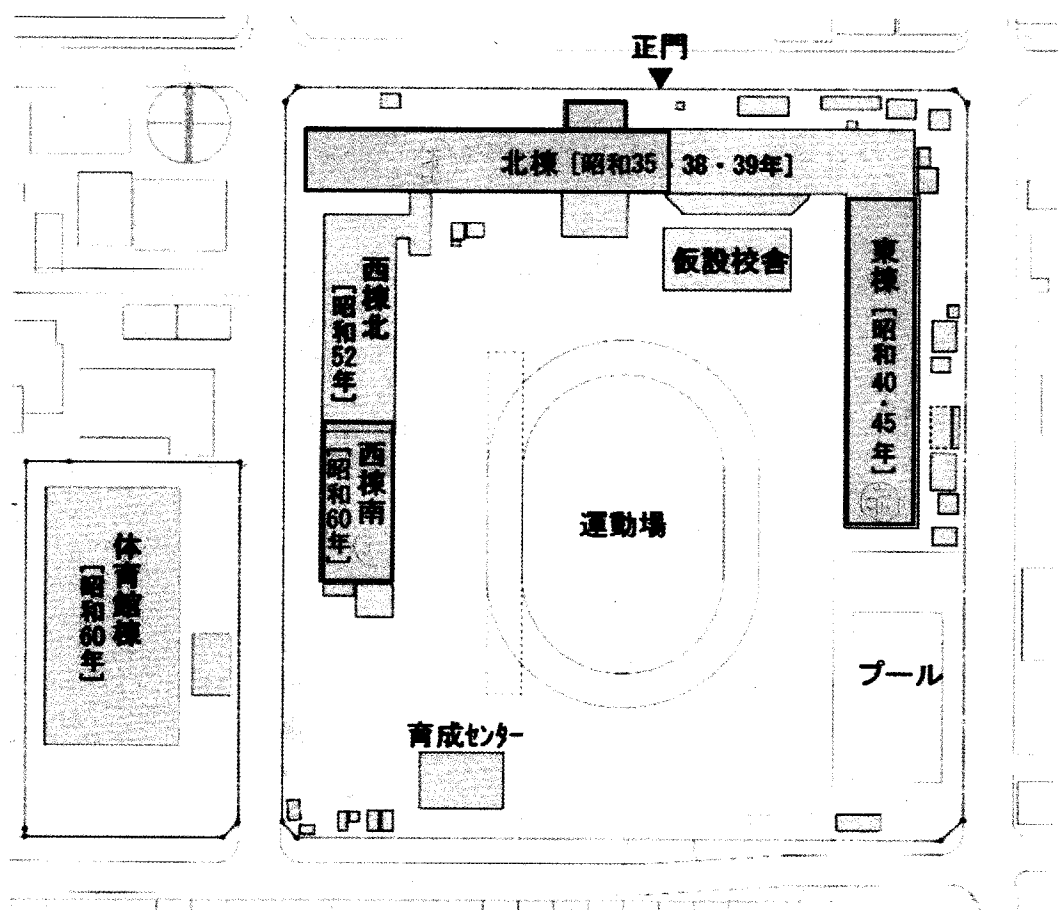 正門
北棟［昭和35・38・39年］
仮設校舎
西棟北
［昭和52年］
東棟［昭和40・45年］
西棟南
［昭和60年］
運動場
体育館棟
［昭和60年］
プール
育成センター